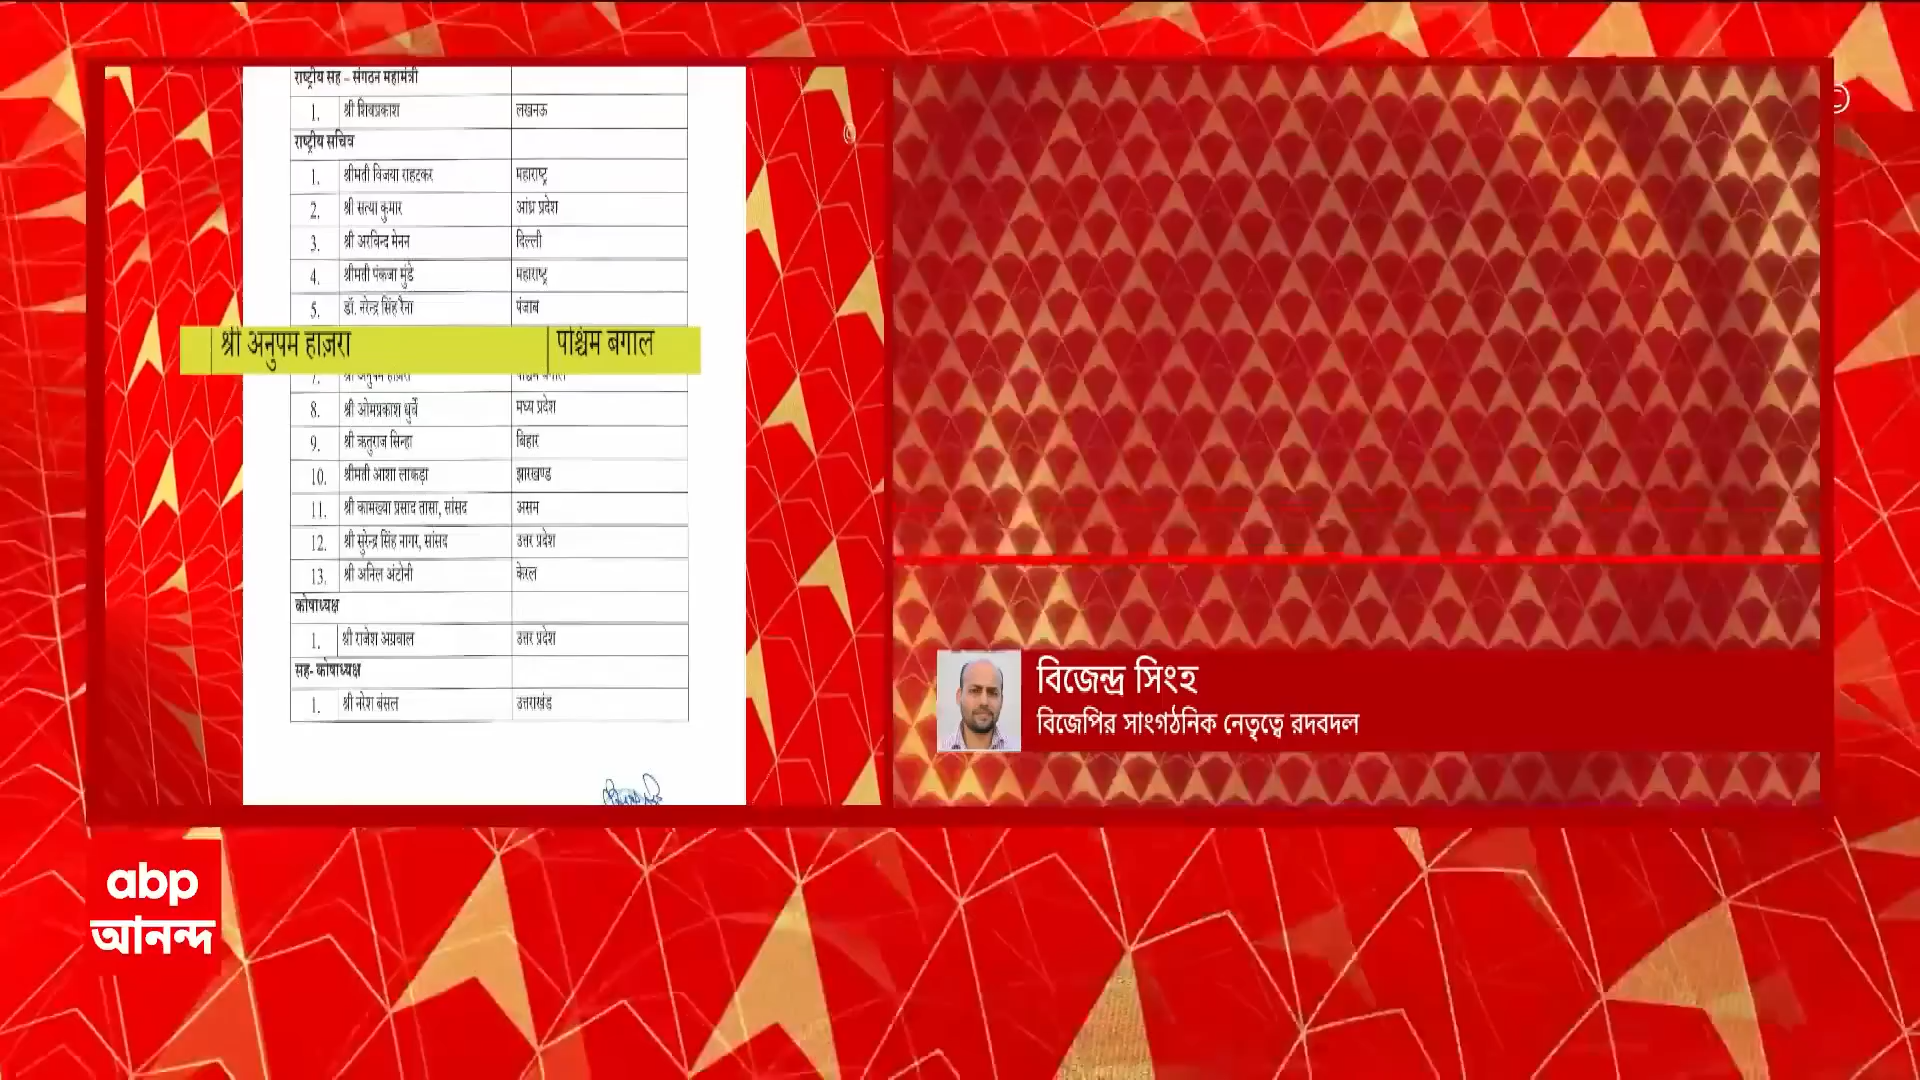 राष्ट्रीय सह – संगठन महामंत्री
1. श्री शिवप्रकाश लखनऊ
राष्ट्रीय सचिव
1. श्रीमती विजया राहटकर महाराष्ट्र
2. श्री सत्या कुमार आंध्र प्रदेश
3. श्री अरविन्द मेनन दिल्ली
4. श्रीमती पंकजा मुंडे महाराष्ट्र
5. डॉ. नरेन्द्र सिंह रैना पंजाब
श्री अनुपम हाज़रा पश्चिम बंगाल
7.
8. श्री ओमप्रकाश धुर्वे मध्य प्रदेश
9. श्री ऋतुराज सिन्हा बिहार
10. श्रीमती आशा लाकड़ा झारखण्ड
11. श्री कामख्या प्रसाद तासा, सांसद असम
12. श्री सुरेन्द्र सिंह नागर, सांसद उत्तर प्रदेश
13. श्री अनिल अंटोनी केरल
कोषाध्यक्ष
1. श्री राजेश अग्रवाल उत्तर प्रदेश
सह- कोषाध्यक्ष
1. श्री नरेश बंसल उत्तराखंड
©
©
বিজেন্দ্র সিংহ
বিজেপির সাংগঠনিক নেতৃত্বে রদবদল
abp
আনন্দ